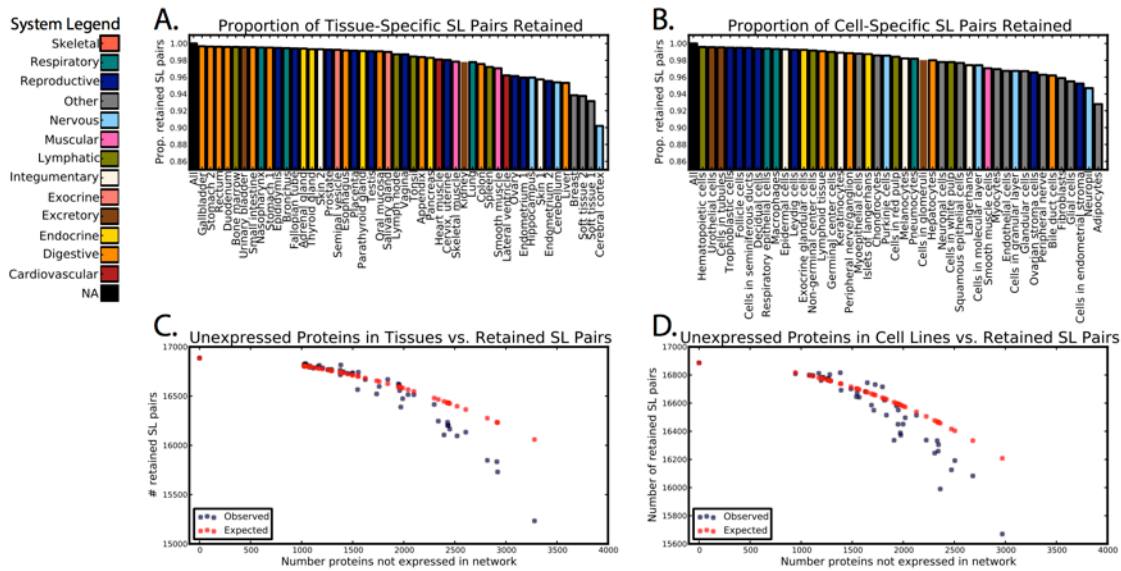 System Legend
Skeletal
Respiratory
Reproductive
Other
Nervous
Muscular
Lymphatic
Integumentary
Exocrine
Excretory
Endocrine
Digestive
Cardiovascular
NA
A.
Proportion of Tissue-Specific SL Pairs Retained
Prop. retained SL pairs
1.00
0.98
0.96
0.94
0.92
0.90
0.88
0.86
All
Gallbladder
Stomach 2
Rectum
Duodenum
Bone marrow
Urinary bladder
Small intestine
Nasopharynx
Stomach 1
Epididymis
Bronchus
Fallopian tube
Adrenal gland
Thyroid gland
Skin 2
Prostate
Seminal vesicle
Esophagus
Placenta
Parathyroid gland
Testis
Oral mucosa
Salivary gland
Lymph node
Vagina
Tonsil
Appendix
Pancreas
Heart muscle
Cervix, uterine
Skeletal muscle
Kidney
Lung
Colon
Spleen
Smooth muscle
Lateral ventricle
Ovary
Endometrium 1
Hippocampus
Skin 1
Endometrium 2
Cerebellum
Liver
Breast
Soft tissue 2
Soft tissue 1
Cerebral cortex
B.
Proportion of Cell-Specific SL Pairs Retained
Prop. retained SL pairs
1.00
0.98
0.96
0.94
0.92
0.90
0.88
0.86
All
Hematopoietic cells
Urothelial cells
Cells in tubules
Trophoblastic cells
Follicle cells
Cells in seminiferous ducts
Decidual cells
Respiratory epithelial cells
Macrophages
Epidermal cells
Leydig cells
Exocrine glandular cells
Non-germinal center cells
Lymphoid tissue
Germinal center cells
Keratinocytes
Peripheral nerve/ganglion
Myoepithelial cells
Islets of langerhans
Chondrocytes
Purkinje cells
Cells in red pulp
Melanocytes
Pneumocytes
Cells in glomeruli
Hepatocytes
Neuronal cells
Cells in white pulp
Squamous epithelial cells
Langerhans
Cells in molecular layer
Smooth muscle cells
Myocytes
Endothelial cells
Cells in granular layer
Glandular cells
Ovarian stroma cells
Peripheral nerve
Bile duct cells
Fibroblasts
Glial cells
Cells in endometrial stroma
Neuropil
Adipocytes
C.
Unexpressed Proteins in Tissues vs. Retained SL Pairs
# retained SL pairs
17000
16500
16000
15500
15000
Observed
Expected
0
500
1000
1500
2000
2500
3000
3500
4000
Number proteins not expressed in network
D.
Unexpressed Proteins in Cell Lines vs. Retained SL Pairs
Number of retained SL pairs
17000
16800
16600
16400
16200
16000
15800
15600
Observed
Expected
0
500
1000
1500
2000
2500
3000
3500
4000
Number proteins not expressed in network